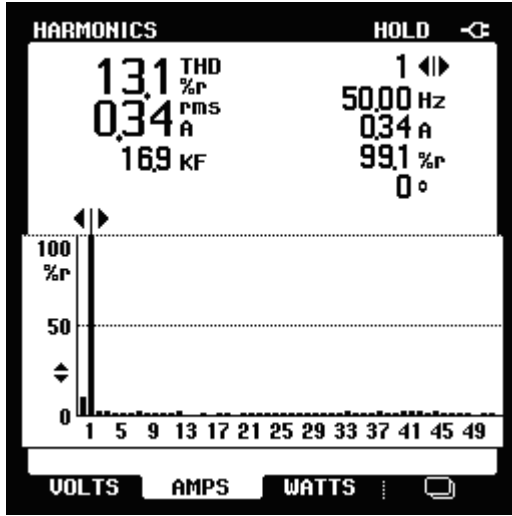 HARMONICS HOLD
13.1 THD %r 1
0.34 rms A 50.00 Hz
16.9 KF 0.34 A
99.1 %r
0 °
100
%r
50
0
1 5 9 13 17 21 25 29 33 37 41 45 49
VOLTS AMPS WATTS